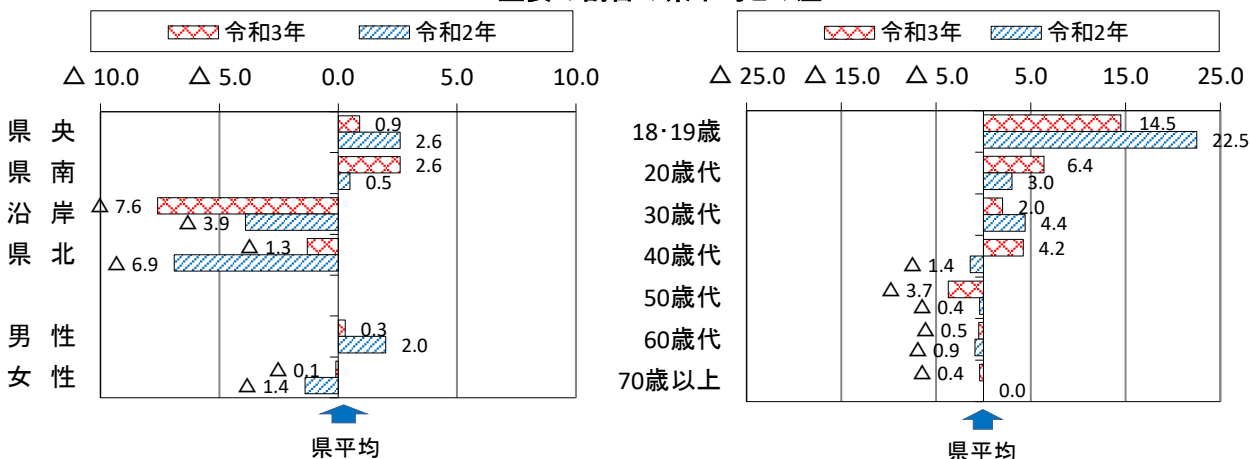 令和3年 令和2年
△ 10.0 △ 5.0 0.0 5.0 10.0
県 央 0.9
2.6
県 南 2.6
0.5
沿 岸 △ 7.6
△ 3.9
県 北 △ 1.3
△ 6.9
男 性 0.3
2.0
女 性 △ 0.1
△ 1.4
県平均
令和3年 令和2年
△ 25.0 △ 15.0 △ 5.0 5.0 15.0 25.0
18･19歳 14.5
22.5
20歳代 6.4
3.0
30歳代 2.0
4.4
40歳代 4.2
△ 1.4
50歳代 △ 3.7
△ 0.4
60歳代 △ 0.5
△ 0.9
70歳以上 △ 0.4
0.0
県平均